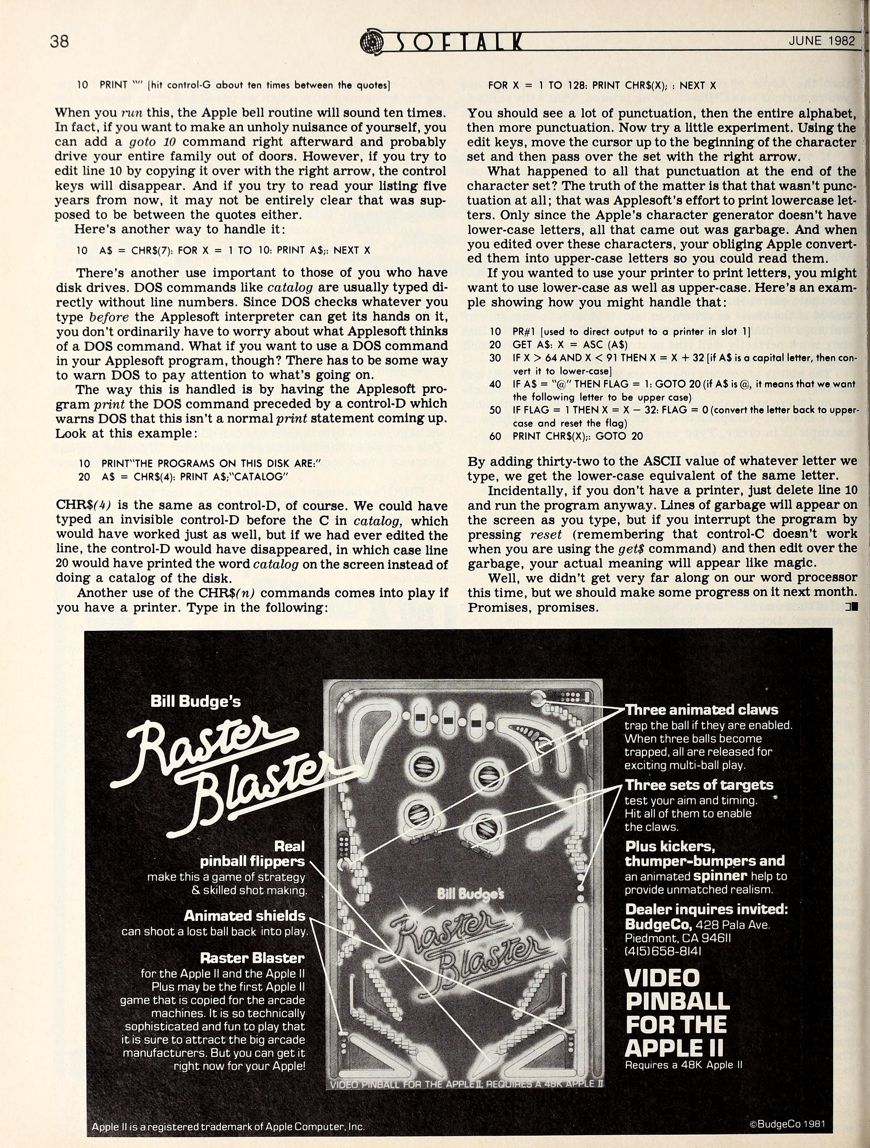 38
SOFTALK
JUNE 1982
10 PRINT "" [hit control-G about ten times between the quotes]
When you run this, the Apple bell routine will sound ten times.
In fact, if you want to make an unholy nuisance of yourself, you
can add a goto 10 command right afterward and probably
drive your entire family out of doors. However, if you try to
edit line 10 by copying it over with the right arrow, the control
keys will disappear. And if you try to read your listing five
years from now, it may not be entirely clear that was sup-
posed to be between the quotes either.
Here's another way to handle it:
10 A$ = CHR$(7): FOR X = 1 TO 10: PRINT A$;: NEXT X
There's another use important to those of you who have
disk drives. DOS commands like catalog are usually typed di-
rectly without line numbers. Since DOS checks whatever you
type before the Applesoft interpreter can get its hands on it,
you don't ordinarily have to worry about what Applesoft thinks
of a DOS command. What if you want to use a DOS command
in your Applesoft program, though? There has to be some way
to warn DOS to pay attention to what's going on.
The way this is handled is by having the Applesoft pro-
gram print the DOS command preceded by a control-D which
warns DOS that this isn't a normal print statement coming up.
Look at this example:
10 PRINT"THE PROGRAMS ON THIS DISK ARE:"
20 A$ = CHR$(4): PRINT A$;"CATALOG"
CHR$(4) is the same as control-D, of course. We could have
typed an invisible control-D before the C in catalog, which
would have worked just as well, but if we had ever edited the
line, the control-D would have disappeared, in which case line
20 would have printed the word catalog on the screen instead of
doing a catalog of the disk.
Another use of the CHR$(n) commands comes into play if
you have a printer. Type in the following:
FOR X = 1 TO 128: PRINT CHR$(X); : NEXT X
You should see a lot of punctuation, then the entire alphabet,
then more punctuation. Now try a little experiment. Using the
edit keys, move the cursor up to the beginning of the character
set and then pass over the set with the right arrow.
What happened to all that punctuation at the end of the
character set? The truth of the matter is that that wasn't punc-
tuation at all; that was Applesoft's effort to print lowercase let-
ters. Only since the Apple's character generator doesn't have
lower-case letters, all that came out was garbage. And when
you edited over these characters, your obliging Apple convert-
ed them into upper-case letters so you could read them.
If you wanted to use your printer to print letters, you might
want to use lower-case as well as upper-case. Here's an exam-
ple showing how you might handle that:
10 PR#1 [used to direct output to a printer in slot 1]
20 GET A$: X = ASC (A$)
30 IF X > 64 AND X < 91 THEN X = X + 32 [if A$ is a capital letter, then con-
vert it to lower-case]
40 IF A$ = "@" THEN FLAG = 1: GOTO 20 (if A$ is @, it means that we want
the following letter to be upper case)
50 IF FLAG = 1 THEN X = X − 32: FLAG = 0 (convert the letter back to upper-
case and reset the flag)
60 PRINT CHR$(X);: GOTO 20
By adding thirty-two to the ASCII value of whatever letter we
type, we get the lower-case equivalent of the same letter.
Incidentally, if you don't have a printer, just delete line 10
and run the program anyway. Lines of garbage will appear on
the screen as you type, but if you interrupt the program by
pressing reset (remembering that control-C doesn't work
when you are using the get$ command) and then edit over the
garbage, your actual meaning will appear like magic.
Well, we didn't get very far along on our word processor
this time, but we should make some progress on it next month.
Promises, promises.
Bill Budge's
Raster
Blaster
Real
pinball flippers
make this a game of strategy
& skilled shot making.
Animated shields
can shoot a lost ball back into play.
Raster Blaster
for the Apple II and the Apple II
Plus may be the first Apple II
game that is copied for the arcade
machines. It is so technically
sophisticated and fun to play that
it is sure to attract the big arcade
manufacturers. But you can get it
right now for your Apple!
Bill Budge's
Raster
Blaster
VIDEO PINBALL FOR THE APPLE II: REQUIRES A 48K APPLE II
Three animated claws
trap the ball if they are enabled.
When three balls become
trapped, all are released for
exciting multi-ball play.
Three sets of targets
test your aim and timing.
Hit all of them to enable
the claws.
Plus kickers,
thumper-bumpers and
an animated spinner help to
provide unmatched realism.
Dealer inquires invited:
BudgeCo, 428 Pala Ave.
Piedmont, CA 94611
(415) 658-8141
VIDEO
PINBALL
FOR THE
APPLE II
Requires a 48K Apple II
Apple II is a registered trademark of Apple Computer, Inc.
©BudgeCo 1981